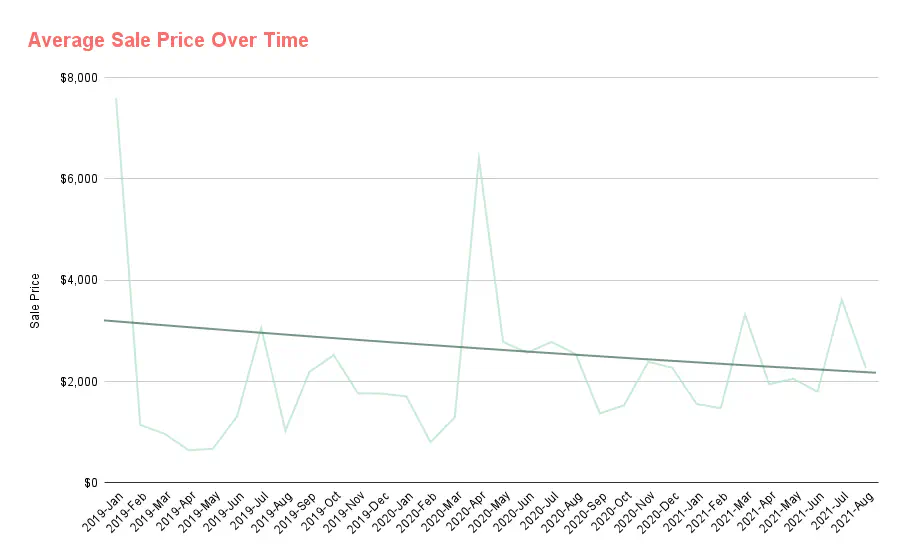 Average Sale Price Over Time
$8,000
$6,000
$4,000
$2,000
$0
Sale Price
2019-Jan
2019-Feb
2019-Mar
2019-Apr
2019-May
2019-Jun
2019-Jul
2019-Aug
2019-Sep
2019-Oct
2019-Nov
2019-Dec
2020-Jan
2020-Feb
2020-Mar
2020-Apr
2020-May
2020-Jun
2020-Jul
2020-Aug
2020-Sep
2020-Oct
2020-Nov
2020-Dec
2021-Jan
2021-Feb
2021-Mar
2021-Apr
2021-May
2021-Jun
2021-Jul
2021-Aug